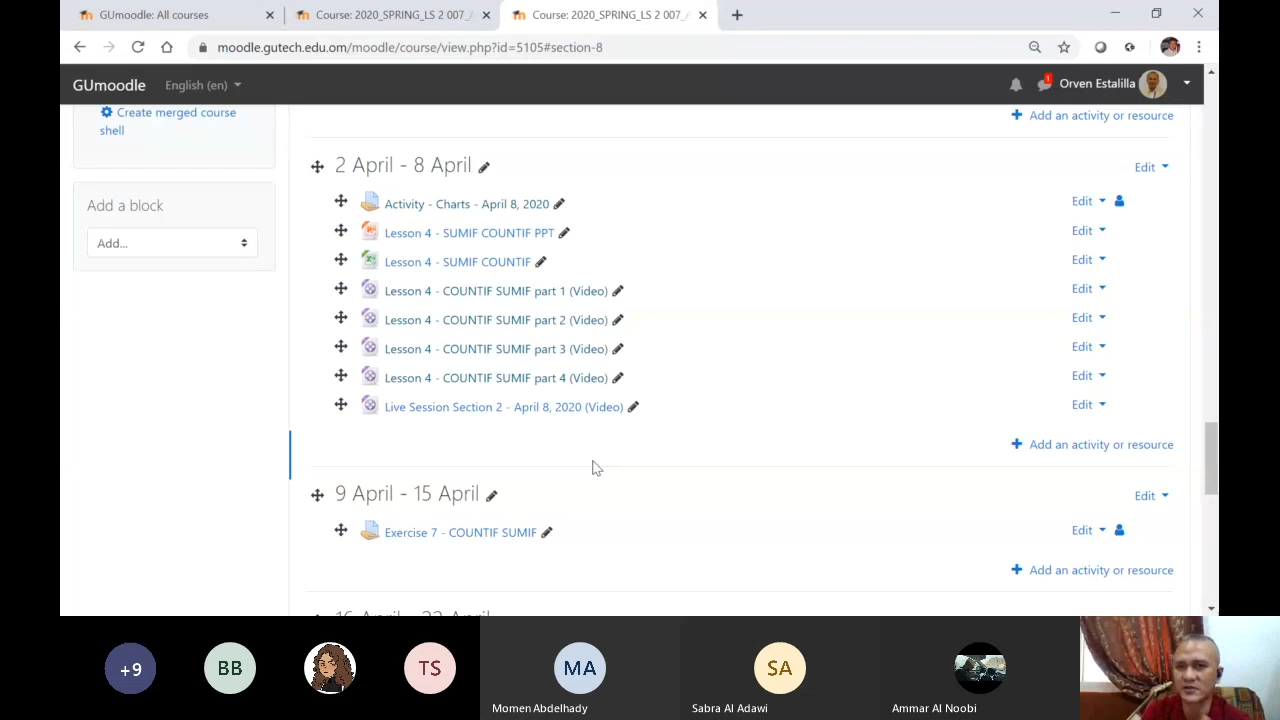 GUmoodle: All courses
Course: 2020_SPRING_LS 2 007_
Course: 2020_SPRING_LS 2 007_
moodle.gutech.edu.om/moodle/course/view.php?id=5105#section-8
GUmoodle English (en) 1 Orven Estalilla
Create merged course
shell
Add a block
Add...
Add an activity or resource
2 April - 8 April Edit
Activity - Charts - April 8, 2020 Edit
Lesson 4 - SUMIF COUNTIF PPT Edit
Lesson 4 - SUMIF COUNTIF Edit
Lesson 4 - COUNTIF SUMIF part 1 (Video) Edit
Lesson 4 - COUNTIF SUMIF part 2 (Video) Edit
Lesson 4 - COUNTIF SUMIF part 3 (Video) Edit
Lesson 4 - COUNTIF SUMIF part 4 (Video) Edit
Live Session Section 2 - April 8, 2020 (Video) Edit
Add an activity or resource
9 April - 15 April Edit
Exercise 7 - COUNTIF SUMIF Edit
Add an activity or resource
+9 BB TS MA SA
Momen Abdelhady Sabra Al Adawi Ammar Al Noobi